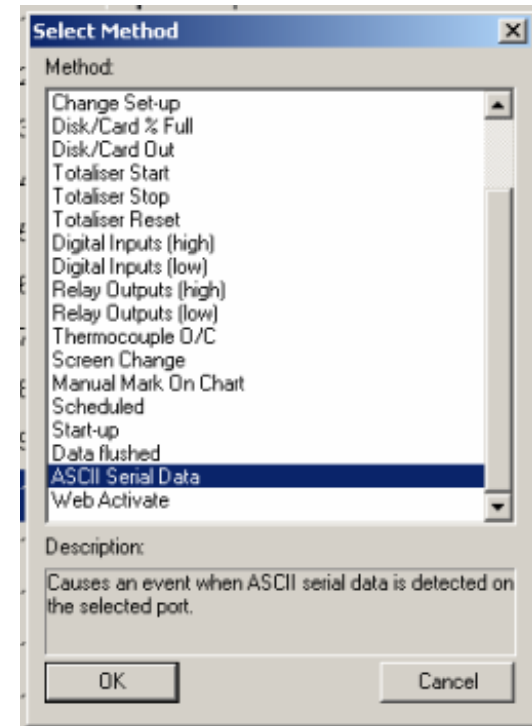 Select Method
Method:
Change Set-up
Disk/Card % Full
Disk/Card Out
Totaliser Start
Totaliser Stop
Totaliser Reset
Digital Inputs (high)
Digital Inputs (low)
Relay Outputs (high)
Relay Outputs (low)
Thermocouple O/C
Screen Change
Manual Mark On Chart
Scheduled
Start-up
Data flushed
ASCII Serial Data
Web Activate
Description:
Causes an event when ASCII serial data is detected on
the selected port.
OK
Cancel